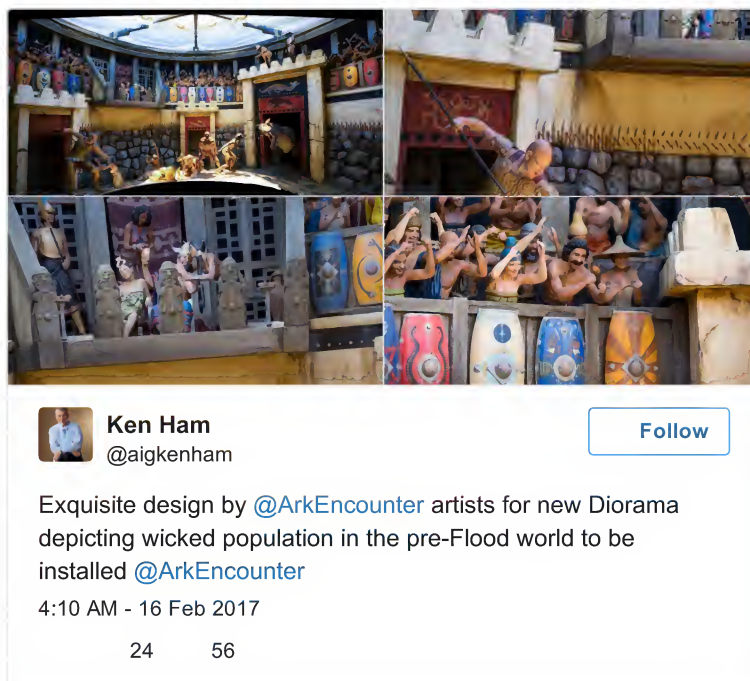 Ken Ham
@aigkenham
Follow
Exquisite design by @ArkEncounter artists for new Diorama
depicting wicked population in the pre-Flood world to be
installed @ArkEncounter
4:10 AM - 16 Feb 2017
24 56